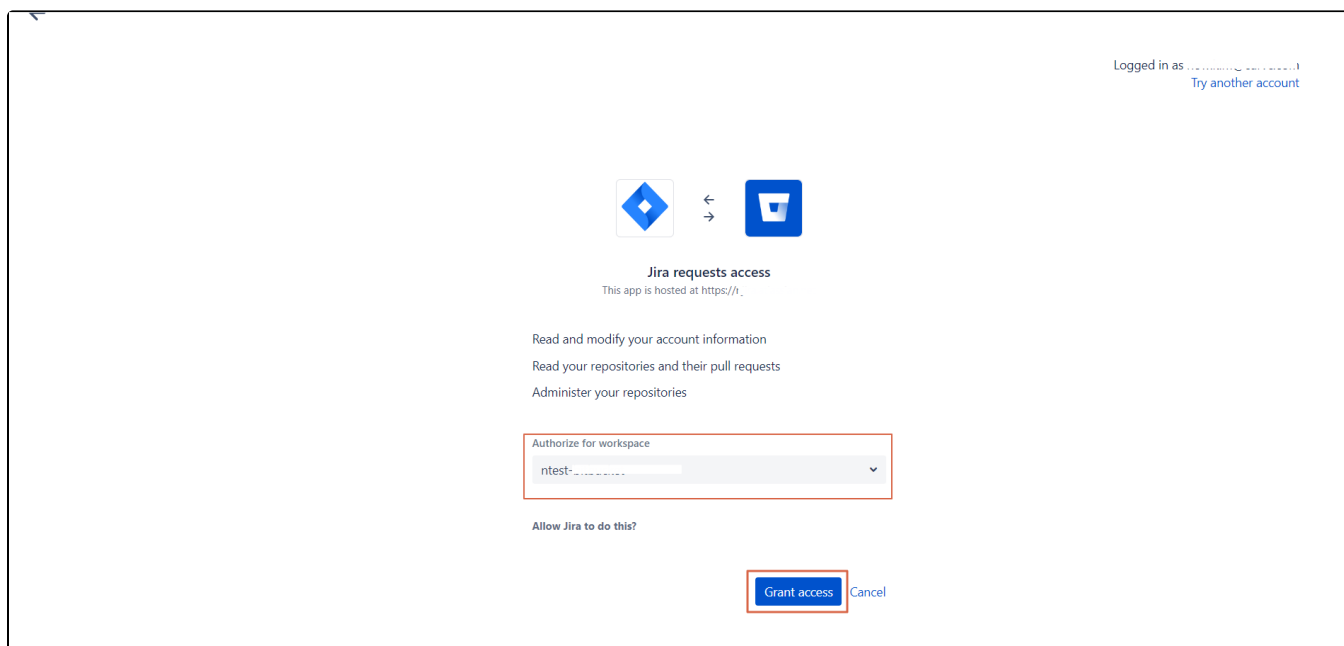 Logged in as
Try another account
Jira requests access
This app is hosted at https://
Read and modify your account information
Read your repositories and their pull requests
Administer your repositories
Authorize for workspace
ntest-
Allow Jira to do this?
Grant access Cancel